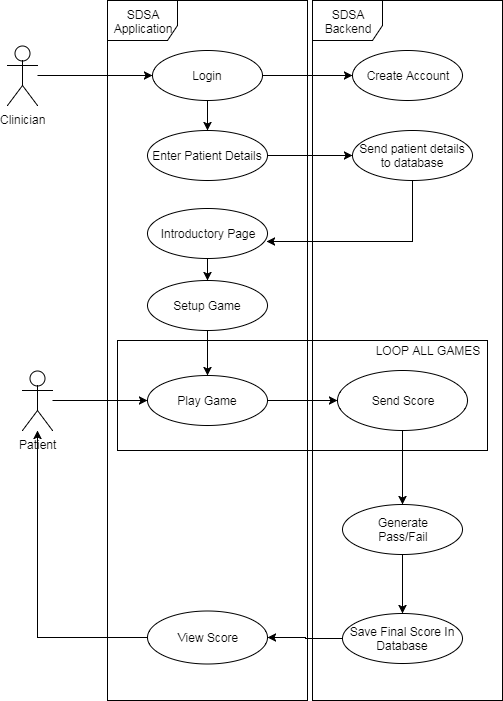 SDSA
Application
SDSA
Backend
Clinician
Login
Create Account
Enter Patient Details
Send patient details
to database
Introductory Page
Setup Game
LOOP ALL GAMES
Patient
Play Game
Send Score
Generate
Pass/Fail
View Score
Save Final Score In
Database